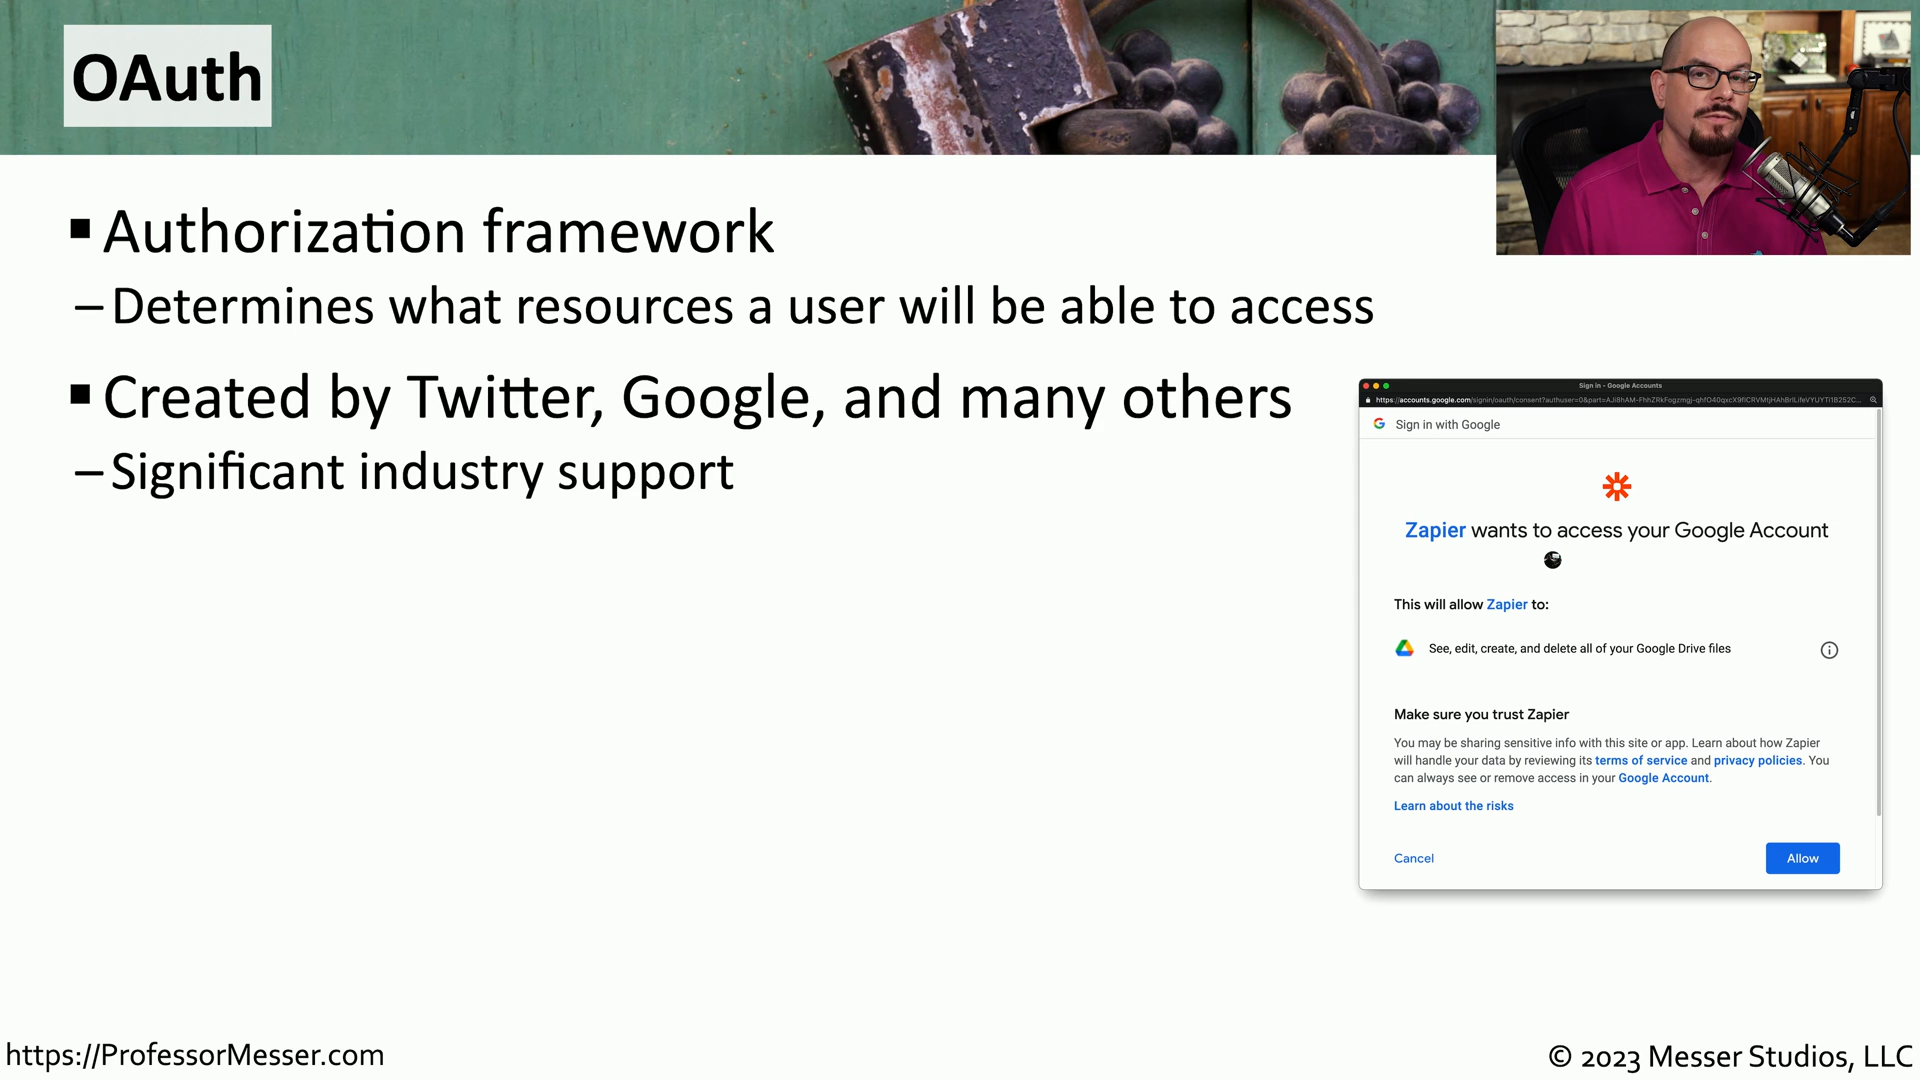 OAuth
▪ Authorization framework
– Determines what resources a user will be able to access
▪ Created by Twitter, Google, and many others
– Significant industry support
Sign in - Google Accounts
Sign in with Google
Zapier wants to access your Google Account
This will allow Zapier to:
See, edit, create, and delete all of your Google Drive files
Make sure you trust Zapier
You may be sharing sensitive info with this site or app. Learn about how Zapier
will handle your data by reviewing its terms of service and privacy policies. You
can always see or remove access in your Google Account.
Learn about the risks
Cancel
Allow
https://ProfessorMesser.com
© 2023 Messer Studios, LLC